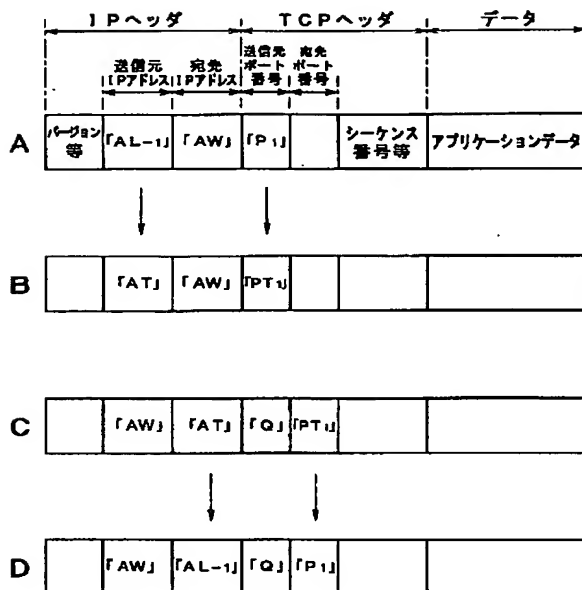 IPヘッダ TCPヘッダ データ
送信元 宛先 送信元 宛先
IPアドレス IPアドレス ポート ポート
番号 番号
A バージョン 「AL-1」 「AW」 「P1」 シーケンス アプリケーションデータ
等 番号等
B 「AT」 「AW」 「PT1」
C 「AW」 「AT」 「Q」 「PT1」
D 「AW」 「AL-1」 「Q」 「P1」